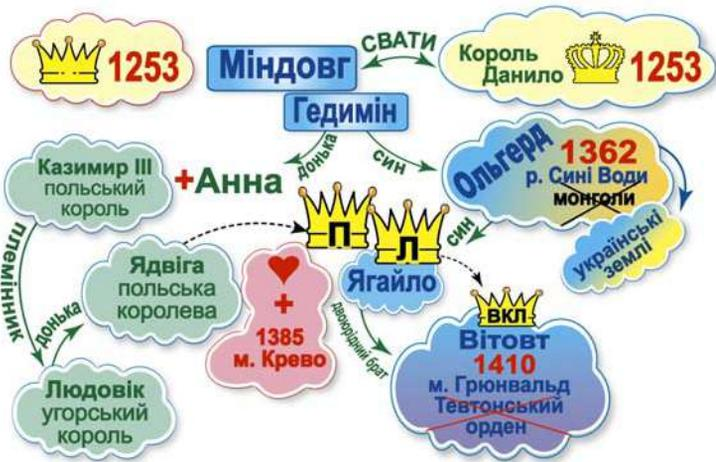 1253
Міндовг
СВАТИ
Король
Данило
1253
Гедимін
донька
син
Казимир III
польський
король
+Анна
Ольгерд
1362
р. Сині Води
монголи
українські
землі
племінник
П
Л
син
Ядвіга
польська
королева
донька
+
1385
м. Крево
Ягайло
двоюрідний брат
ВКЛ
Вітовт
1410
м. Грюнвальд
Тевтонський
орден
Людовік
угорський
король